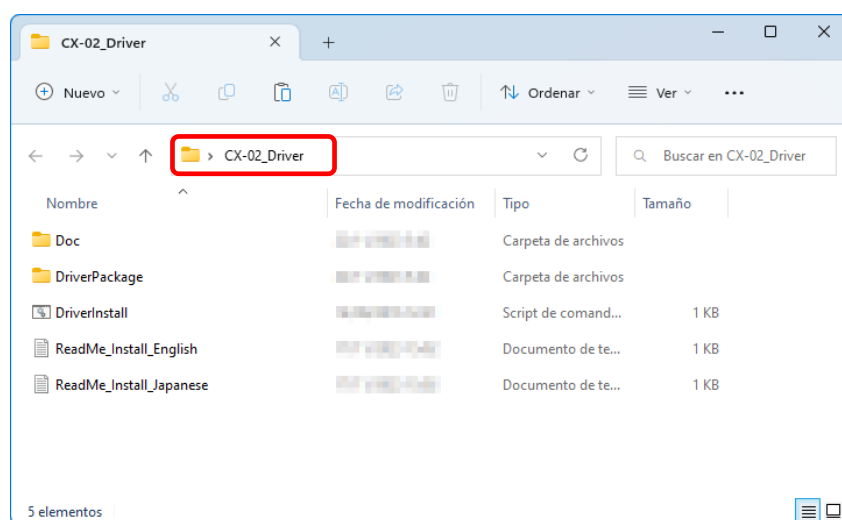 CX-02_Driver
Nuevo Ordenar Ver
CX-02_Driver Buscar en CX-02_Driver
Nombre Fecha de modificación Tipo Tamaño
Doc Carpeta de archivos
DriverPackage Carpeta de archivos
DriverInstall Script de comand... 1 KB
ReadMe_Install_English Documento de te... 1 KB
ReadMe_Install_Japanese Documento de te... 1 KB
5 elementos